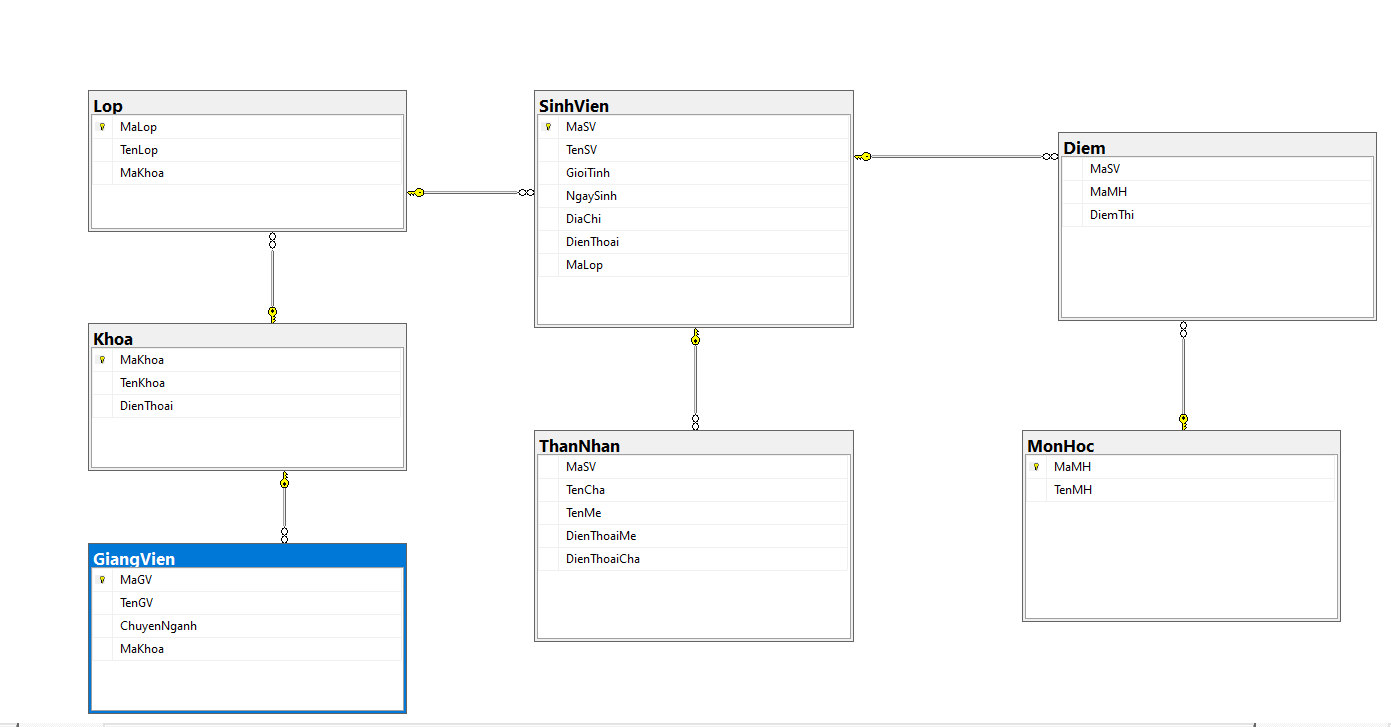 Lop
MaLop
TenLop
MaKhoa
SinhVien
MaSV
TenSV
GioiTinh
NgaySinh
DiaChi
DienThoai
MaLop
Diem
MaSV
MaMH
DiemThi
Khoa
MaKhoa
TenKhoa
DienThoai
ThanNhan
MaSV
TenCha
TenMe
DienThoaiMe
DienThoaiCha
MonHoc
MaMH
TenMH
GiangVien
MaGV
TenGV
ChuyenNganh
MaKhoa